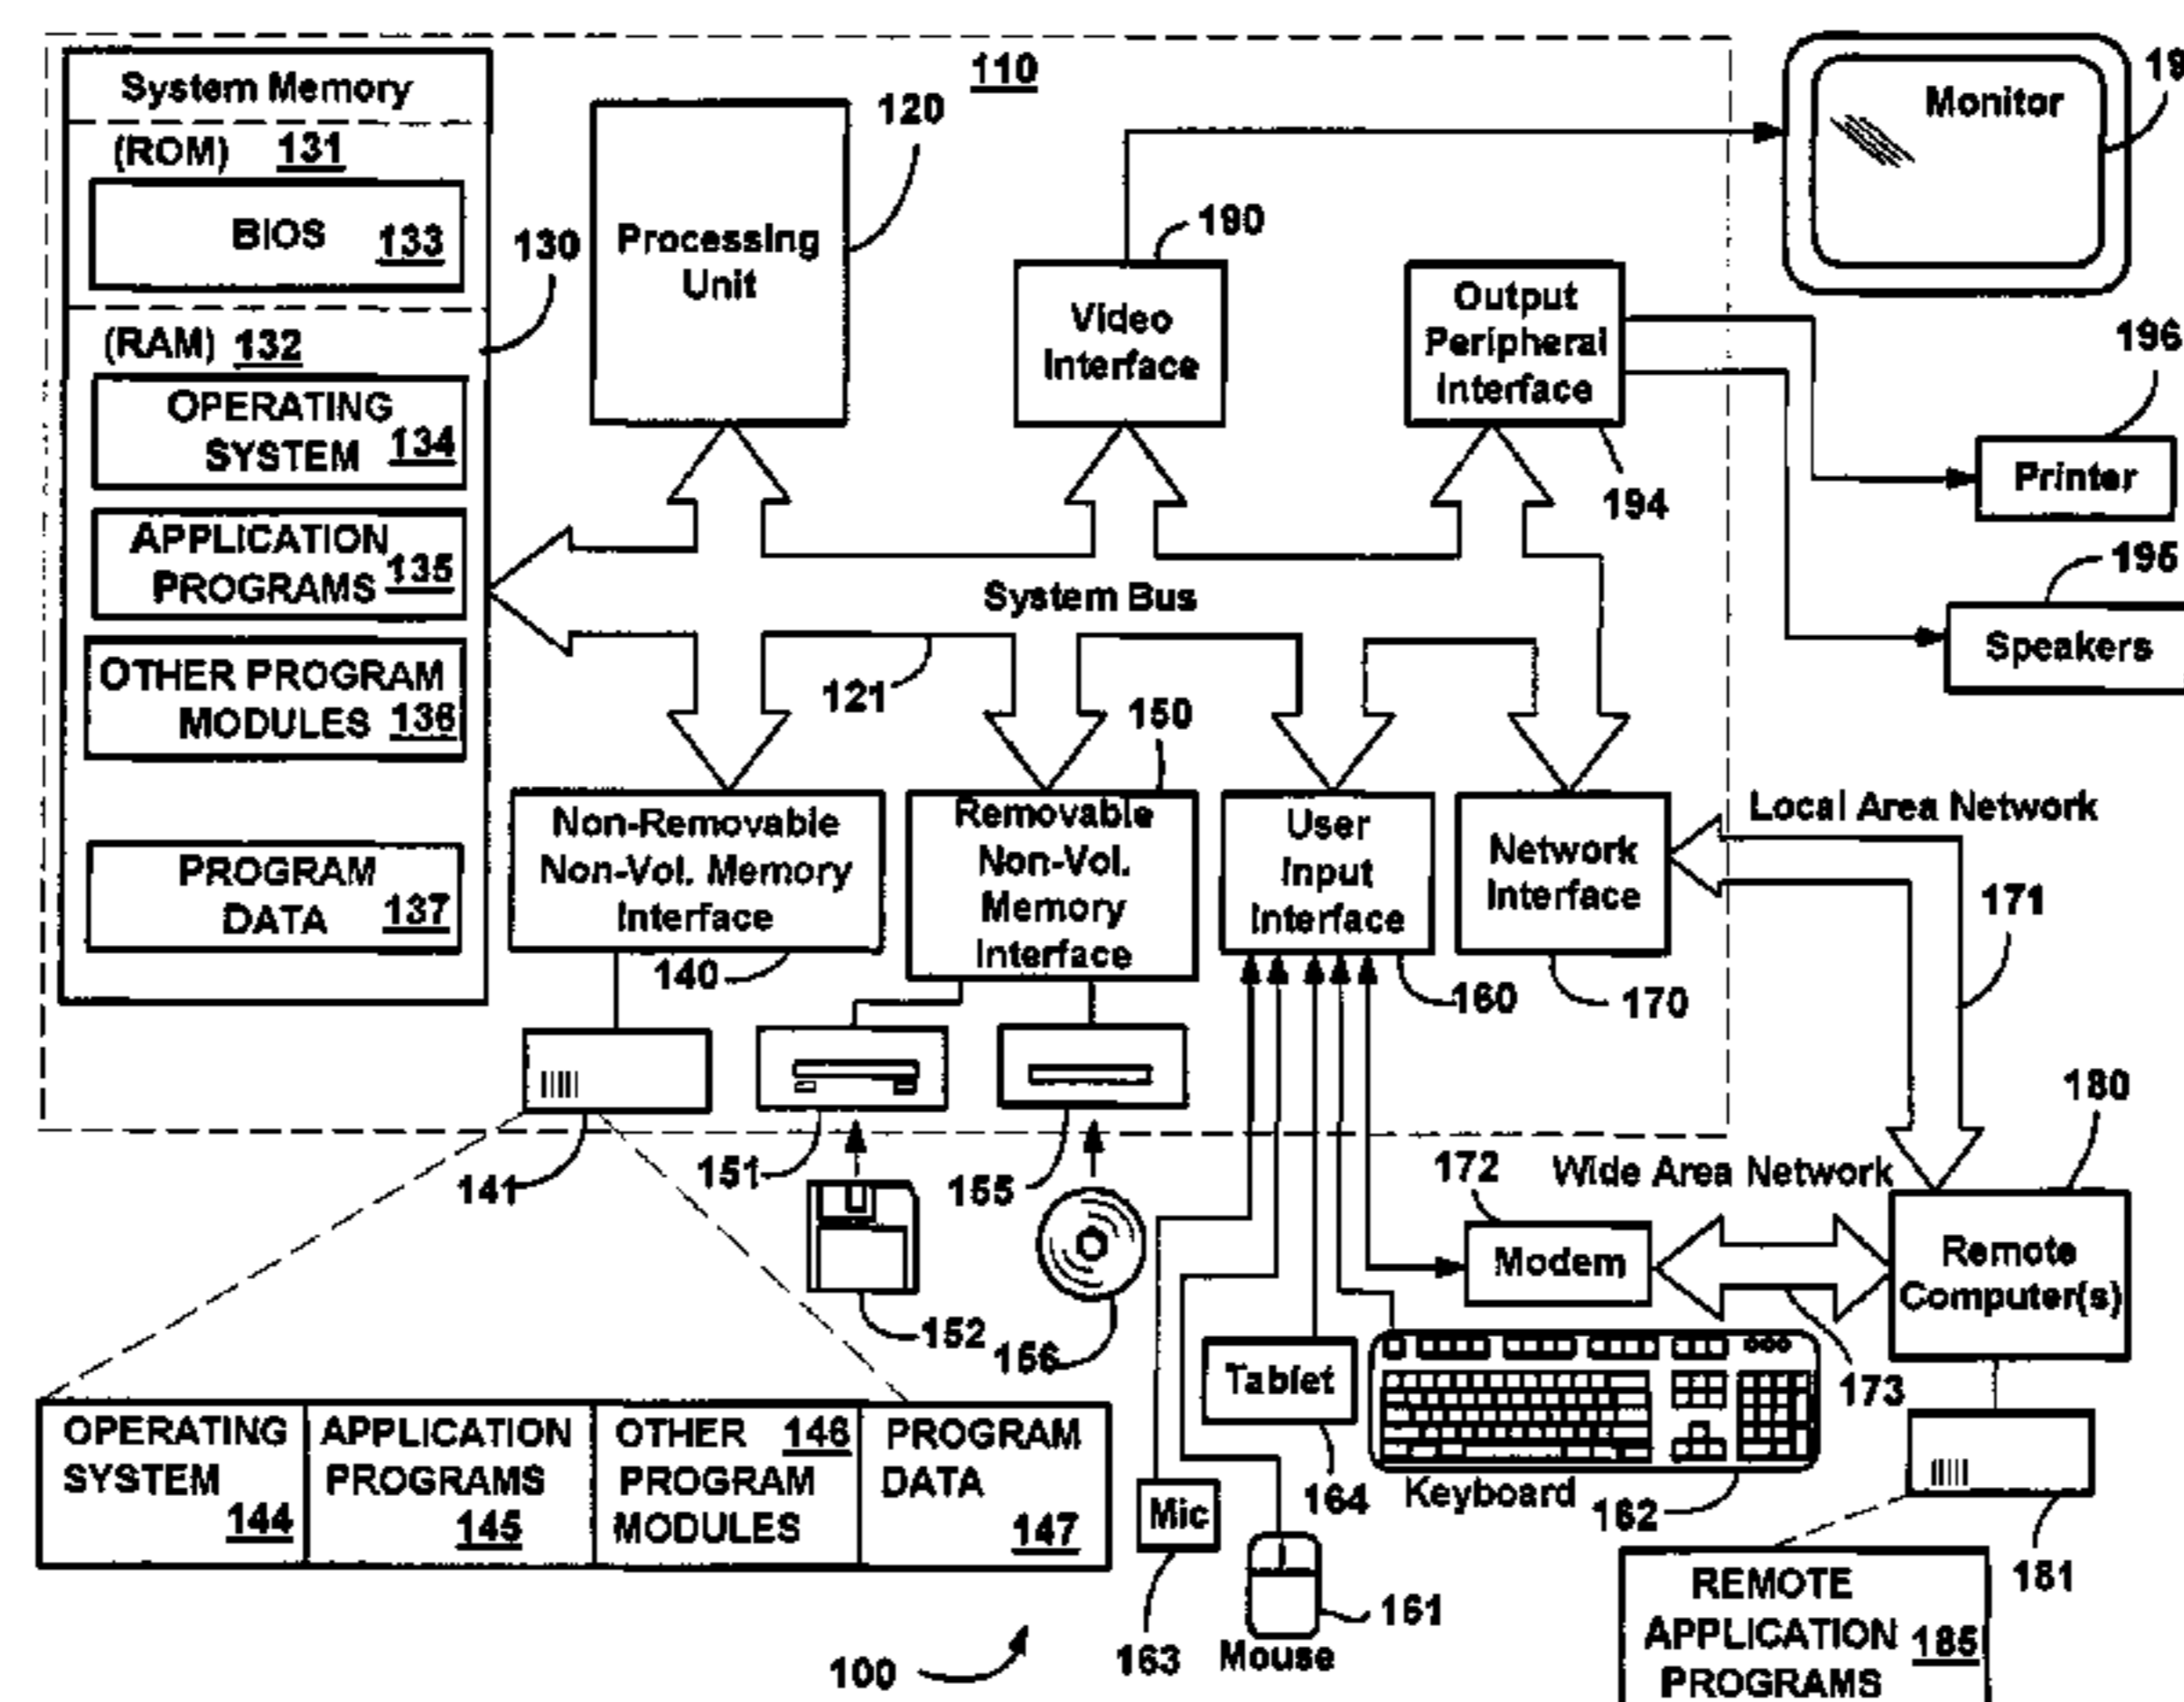 110
System Memory
(ROM) 131
BIOS 133
130
(RAM) 132
OPERATING
SYSTEM 134
APPLICATION
PROGRAMS 135
OTHER PROGRAM
MODULES 136
PROGRAM
DATA 137
120
Processing
Unit
190
Video
Interface
Output
Peripheral
Interface
194
Monitor
196
Printer
195
Speakers
System Bus
121
Non-Removable
Non-Vol. Memory
Interface
140
150
Removable
Non-Vol.
Memory
Interface
User
Input
Interface
160
Network
Interface
170
Local Area Network
171
141
151
155
152
156
172
Wide Area Network
Modem
173
180
Remote
Computer(s)
181
Tablet
164
Keyboard
162
Mic
163
161
Mouse
OPERATING
SYSTEM
144
APPLICATION
PROGRAMS
145
OTHER 146
PROGRAM
MODULES
PROGRAM
DATA
147
100
REMOTE
APPLICATION 185
PROGRAMS